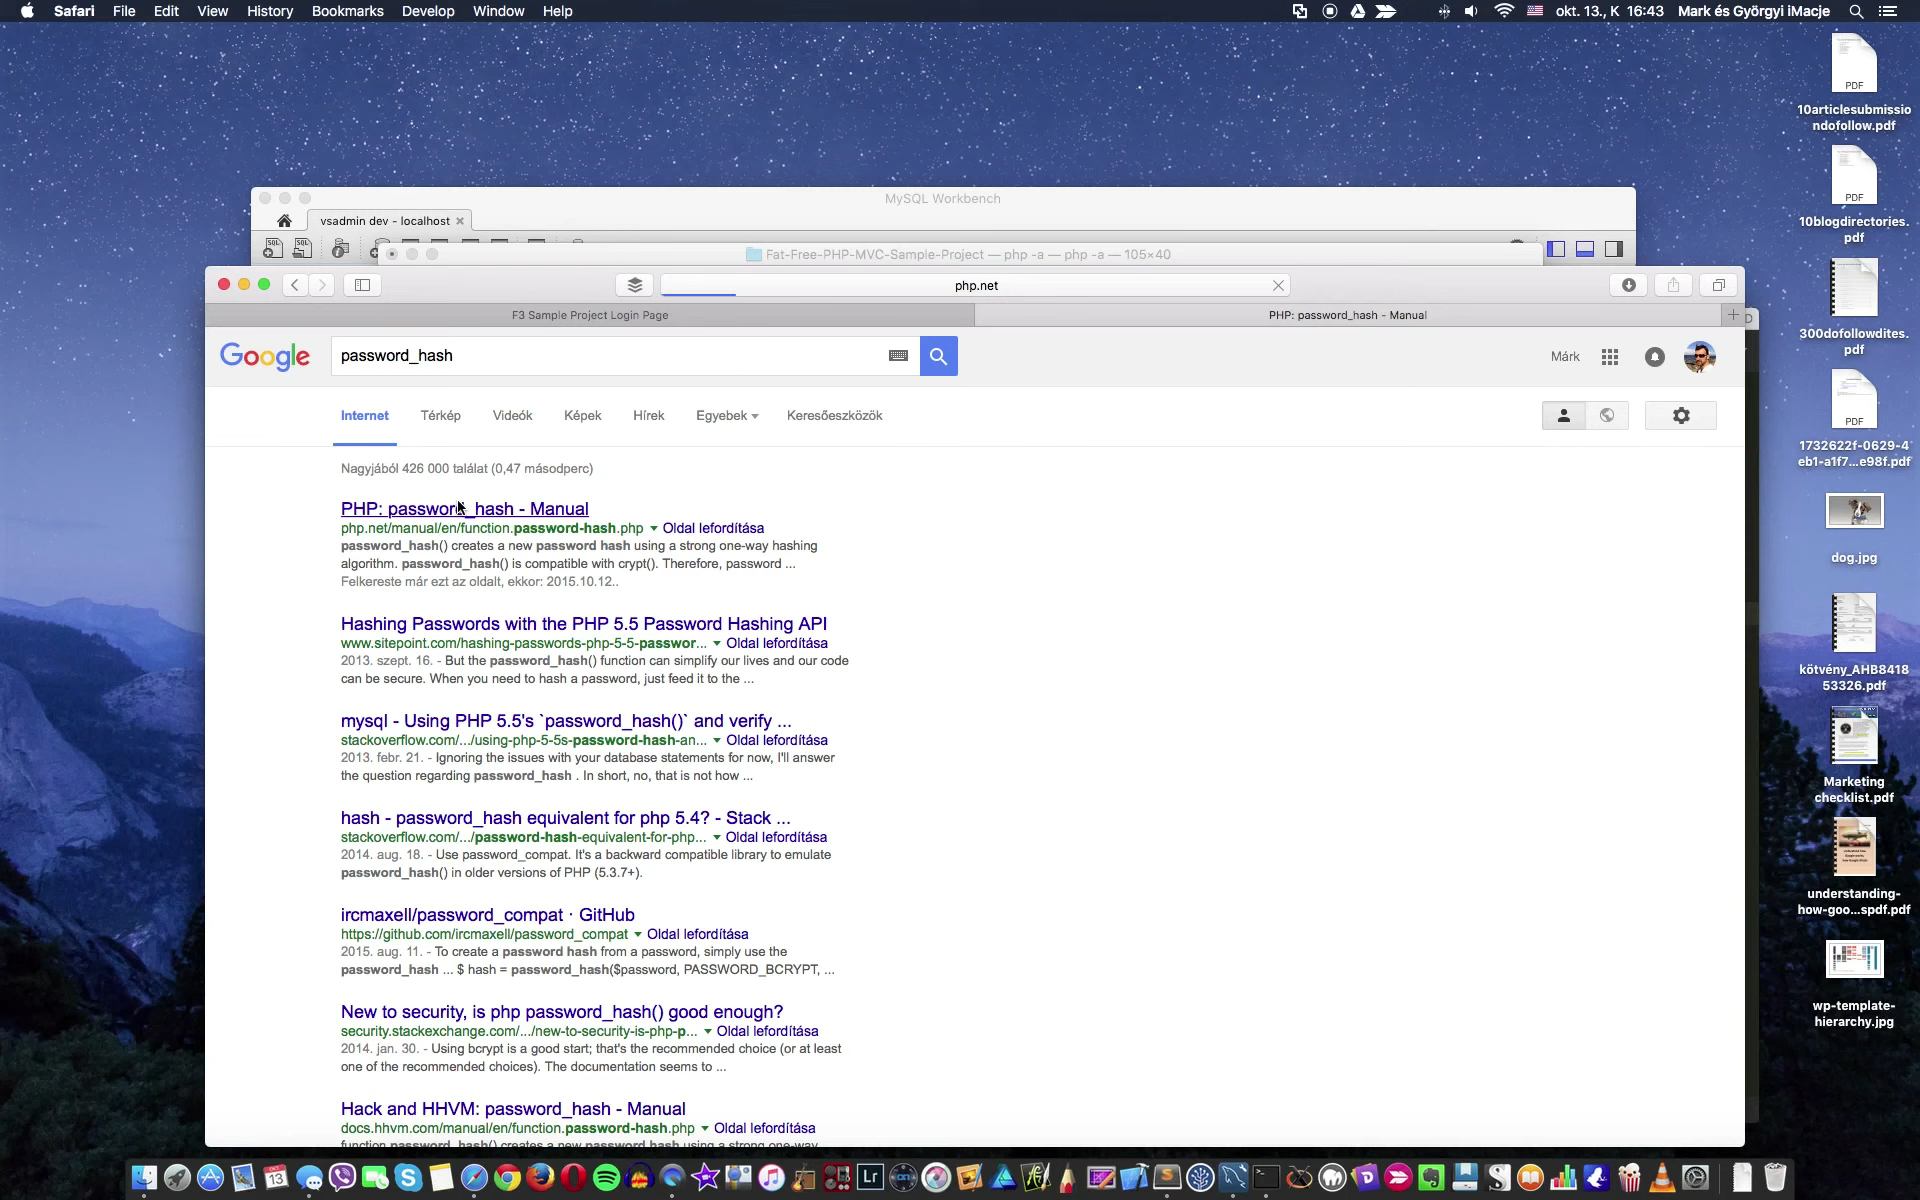 Safari File Edit View History Bookmarks Develop Window Help
okt. 13., K 16:43 Mark és Györgyi iMacje
MySQL Workbench
vsadmin dev - localhost
Fat-Free-PHP-MVC-Sample-Project — php -a — php -a — 105×40
php.net
F3 Sample Project Login Page
PHP: password_hash - Manual
Google
password_hash
Márk
Internet Térkép Videók Képek Hírek Egyebek Keresőeszközök
Nagyjából 426 000 találat (0,47 másodperc)
PHP: password_hash - Manual
php.net/manual/en/function.password-hash.php Oldal lefordítása
password_hash() creates a new password hash using a strong one-way hashing
algorithm. password_hash() is compatible with crypt(). Therefore, password ...
Felkereste már ezt az oldalt, ekkor: 2015.10.12..
Hashing Passwords with the PHP 5.5 Password Hashing API
www.sitepoint.com/hashing-passwords-php-5-5-passwor... Oldal lefordítása
2013. szept. 16. - But the password_hash() function can simplify our lives and our code
can be secure. When you need to hash a password, just feed it to the ...
mysql - Using PHP 5.5's `password_hash()` and verify ...
stackoverflow.com/.../using-php-5-5s-password-hash-an... Oldal lefordítása
2013. febr. 21. - Ignoring the issues with your database statements for now, I'll answer
the question regarding password_hash . In short, no, that is not how ...
hash - password_hash equivalent for php 5.4? - Stack ...
stackoverflow.com/.../password-hash-equivalent-for-php... Oldal lefordítása
2014. aug. 18. - Use password_compat. It's a backward compatible library to emulate
password_hash() in older versions of PHP (5.3.7+).
ircmaxell/password_compat · GitHub
https://github.com/ircmaxell/password_compat Oldal lefordítása
2015. aug. 11. - To create a password hash from a password, simply use the
password_hash ... $ hash = password_hash($password, PASSWORD_BCRYPT, ...
New to security, is php password_hash() good enough?
security.stackexchange.com/.../new-to-security-is-php-p... Oldal lefordítása
2014. jan. 30. - Using bcrypt is a good start; that's the recommended choice (or at least
one of the recommended choices). The documentation seems to ...
Hack and HHVM: password_hash - Manual
docs.hhvm.com/manual/en/function.password-hash.php Oldal lefordítása
function password_hash() creates a new password hash using a strong one-way
PDF
10articlesubmissio
ndofollow.pdf
PDF
10blogdirectories.
pdf
300dofollowdites.
pdf
PDF
1732622f-0629-4
eb1-a1f7...e98f.pdf
dog.jpg
kötvény_AHB8418
53326.pdf
Marketing
checklist.pdf
understanding-
how-goo...spdf.pdf
wp-template-
hierarchy.jpg